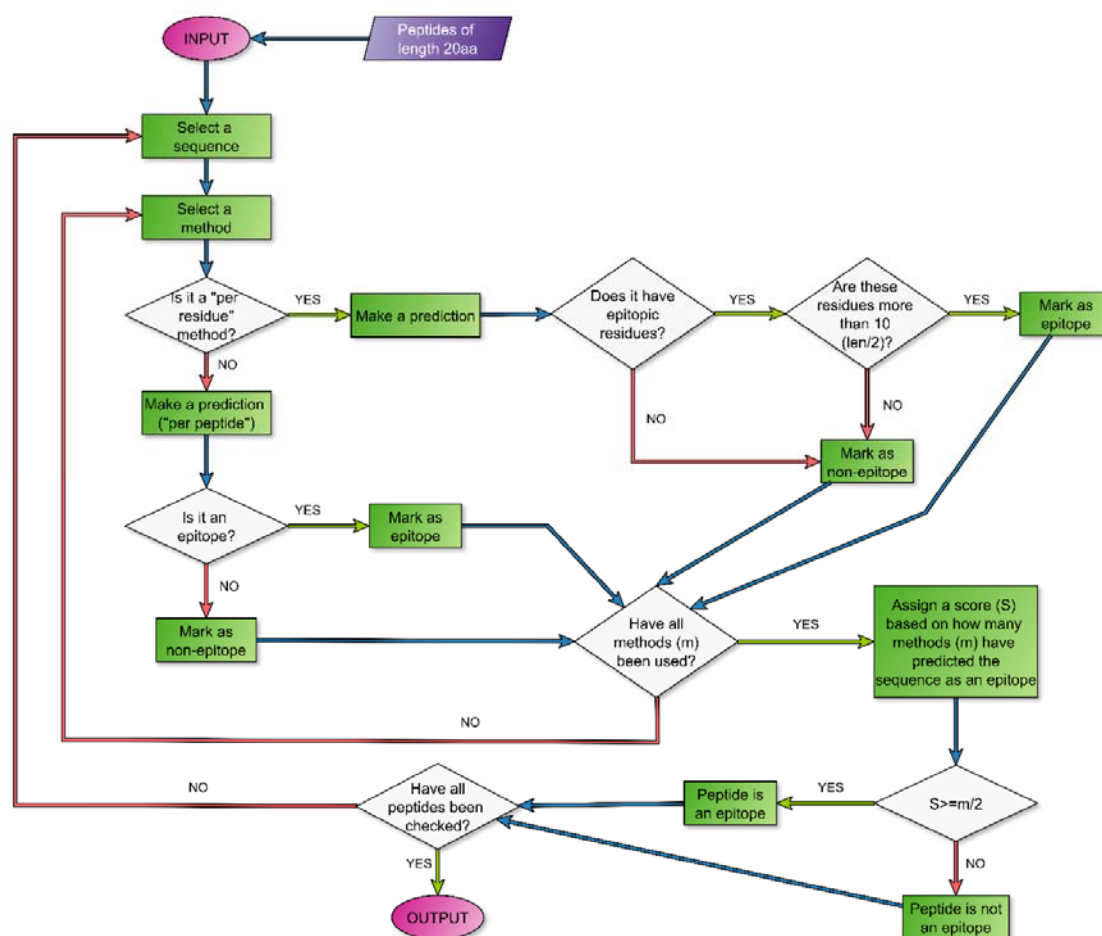 INPUT
Peptides of
length 20aa
Select a
sequence
Select a
method
Is it a "per
residue"
method?
YES
Make a prediction
Does it have
epitopic
residues?
YES
Are these
residues more
than 10
(len/2)?
YES
Mark as
epitope
NO
Make a prediction
("per peptide")
NO
NO
Mark as
non-epitope
Is it an
epitope?
YES
Mark as
epitope
NO
Mark as
non-epitope
Have all
methods (m)
been used?
YES
Assign a score (S)
based on how many
methods (m) have
predicted the
sequence as an epitope
NO
NO
Have all
peptides been
checked?
Peptide is
an epitope
YES
S>=m/2
YES
NO
OUTPUT
Peptide is not
an epitope